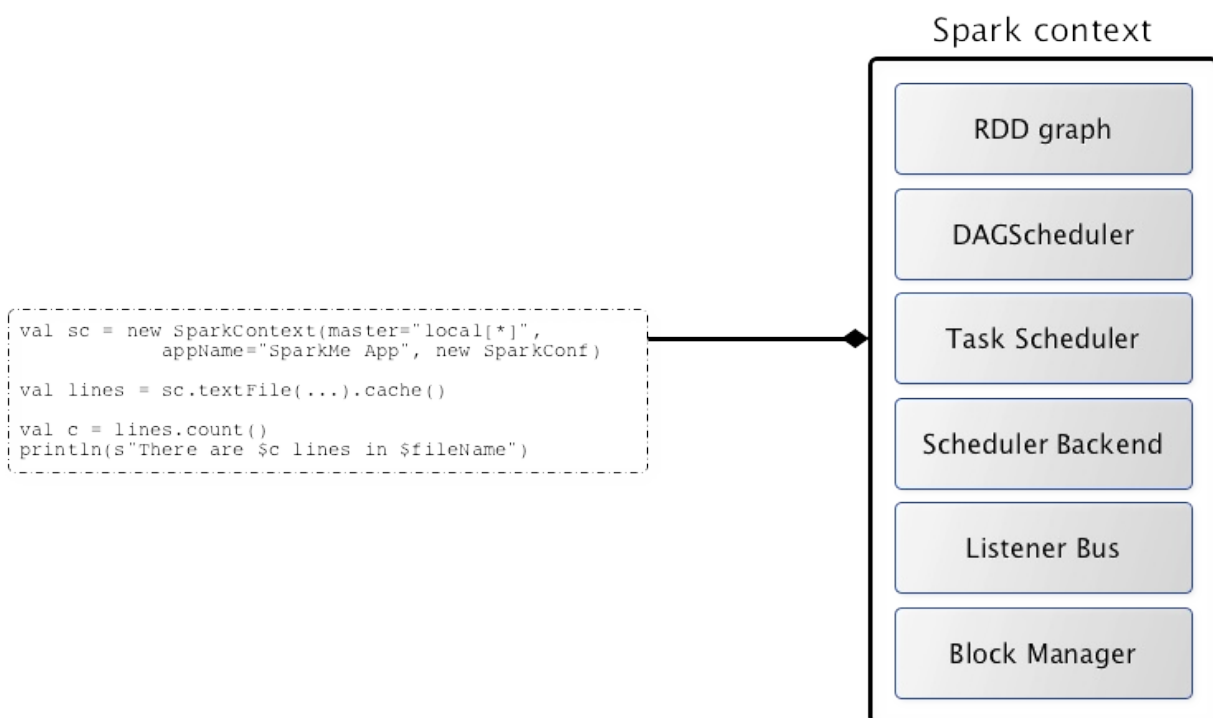 Spark context
RDD graph
DAGScheduler
Task Scheduler
Scheduler Backend
Listener Bus
Block Manager
val sc = new SparkContext(master="local[*]",
appName="SparkMe App", new SparkConf)
val lines = sc.textFile(...).cache()
val c = lines.count()
println(s"There are $c lines in $fileName")